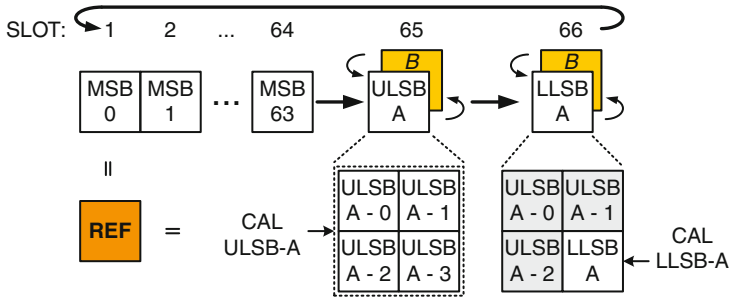 SLOT: 1 2 ... 64 65 66
B B
MSB MSB MSB ULSB LLSB
0 1 ... 63 A A
=
ULSB ULSB ULSB ULSB
A - 0 A - 1 A - 0 A - 1
REF = CAL CAL
ULSB-A LLSB-A
ULSB ULSB ULSB LLSB
A - 2 A - 3 A - 2 A